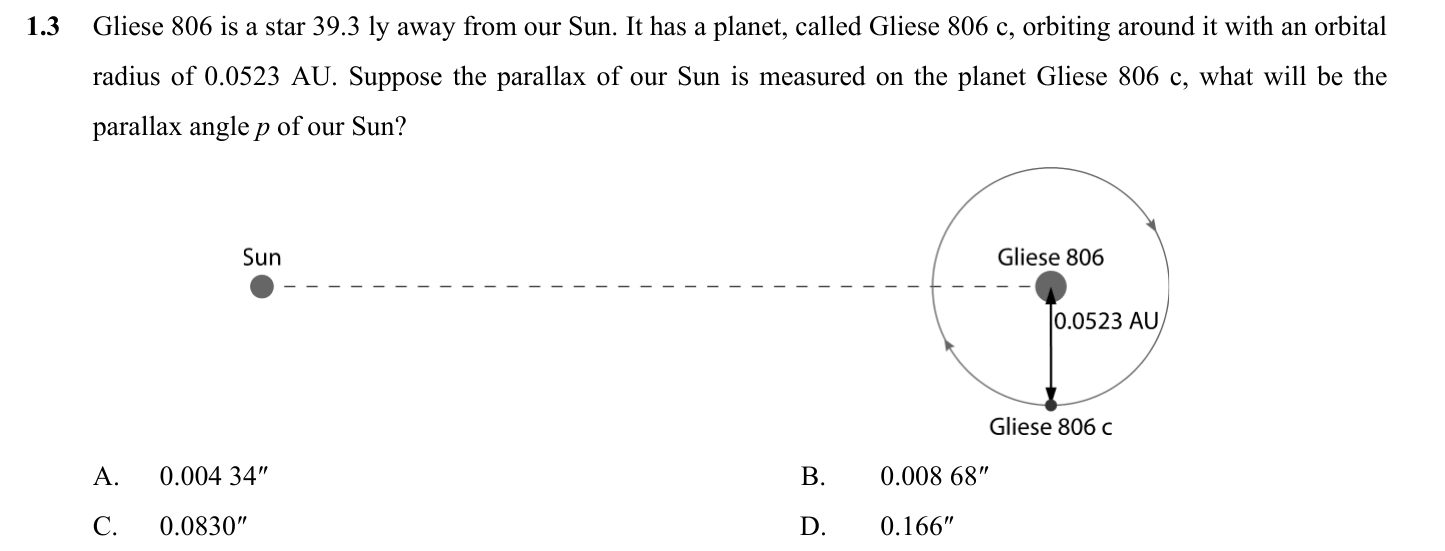 1.3 Gliese 806 is a star 39.3 ly away from our Sun. It has a planet, called Gliese 806 c, orbiting around it with an orbital
radius of 0.0523 AU. Suppose the parallax of our Sun is measured on the planet Gliese 806 c, what will be the
parallax angle p of our Sun?
Sun
Gliese 806
0.0523 AU
Gliese 806 c
A. 0.004 34″ B. 0.008 68″
C. 0.0830″ D. 0.166″